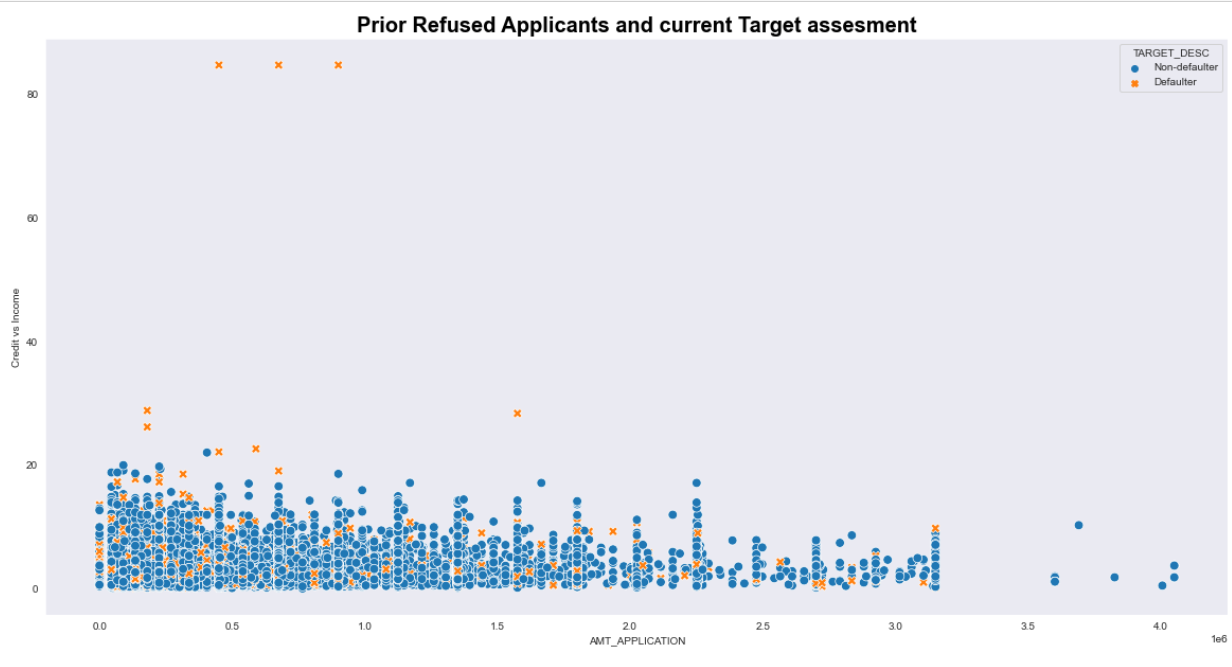 Prior Refused Applicants and current Target assesment
TARGET_DESC
Non-defaulter
Defaulter
Credit vs Income
80
60
40
20
0
0.0 0.5 1.0 1.5 2.0 2.5 3.0 3.5 4.0
1e6
AMT_APPLICATION